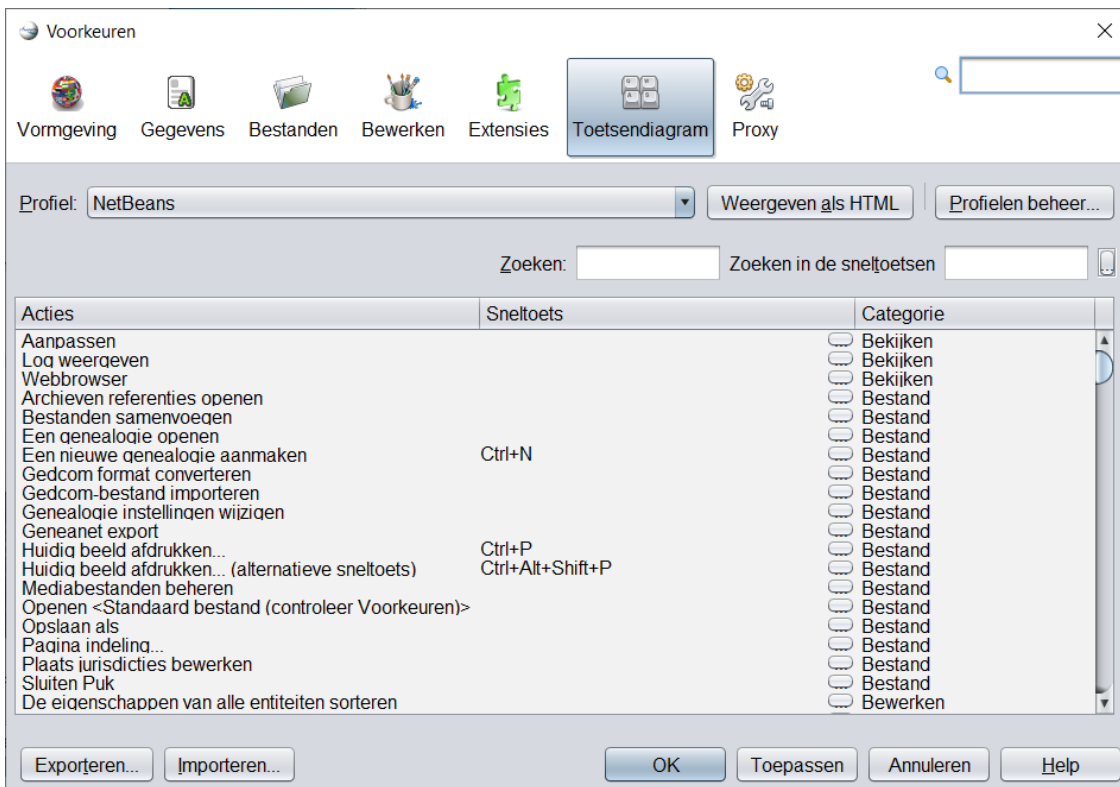 Voorkeuren
Vormgeving Gegevens Bestanden Bewerken Extensies Toetsendiagram Proxy
Profiel: NetBeans Weergeven als HTML Profielen beheer...
Zoeken: Zoeken in de sneltoetsen ...
Acties Sneltoets Categorie
Aanpassen ... Bekijken
Log weergeven ... Bekijken
Webbrowser ... Bekijken
Archieven referenties openen ... Bestand
Bestanden samenvoegen ... Bestand
Een genealogie openen ... Bestand
Een nieuwe genealogie aanmaken Ctrl+N ... Bestand
Gedcom format converteren ... Bestand
Gedcom-bestand importeren ... Bestand
Genealogie instellingen wijzigen ... Bestand
Geneanet export ... Bestand
Huidig beeld afdrukken... Ctrl+P ... Bestand
Huidig beeld afdrukken... (alternatieve sneltoets) Ctrl+Alt+Shift+P ... Bestand
Mediabestanden beheren ... Bestand
Openen <Standaard bestand (controleer Voorkeuren)> ... Bestand
Opslaan als ... Bestand
Pagina indeling... ... Bestand
Plaats jurisdicties bewerken ... Bestand
Sluiten Puk ... Bestand
De eigenschappen van alle entiteiten sorteren ... Bewerken
Exporteren... Importeren... OK Toepassen Annuleren Help